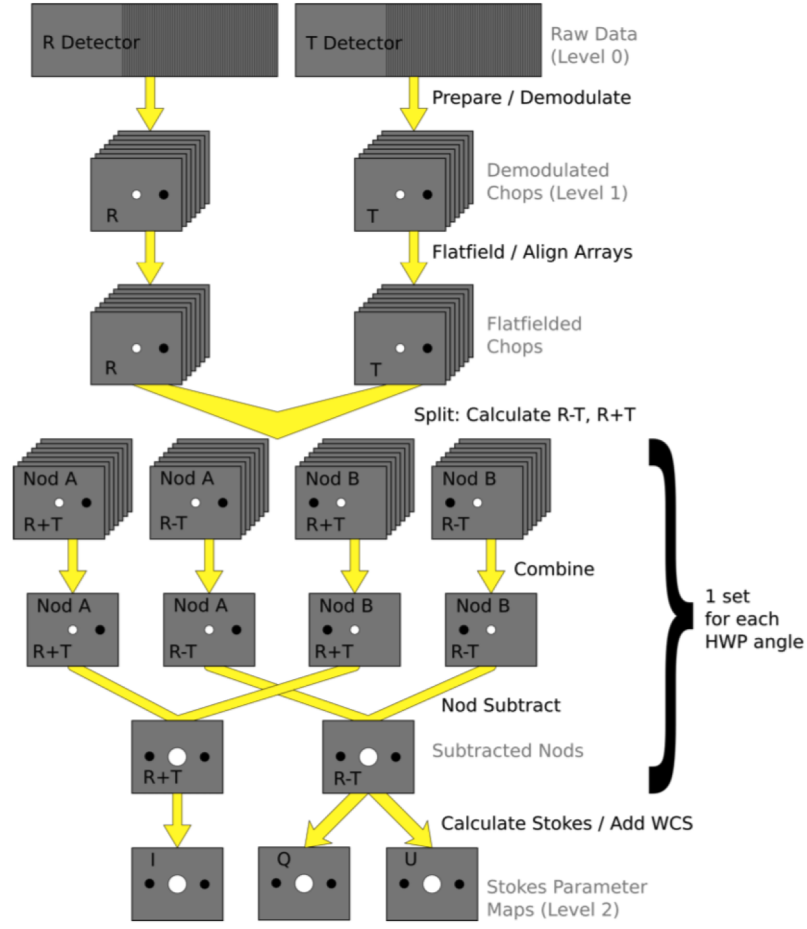 R Detector
T Detector
Raw Data
(Level 0)
Prepare / Demodulate
R
T
Demodulated
Chops (Level 1)
Flatfield / Align Arrays
R
T
Flatfielded
Chops
Split: Calculate R-T, R+T
Nod A
R+T
Nod A
R-T
Nod B
R+T
Nod B
R-T
Combine
Nod A
R+T
Nod A
R-T
Nod B
R+T
Nod B
R-T
1 set
for each
HWP angle
Nod Subtract
R+T
R-T
Subtracted Nods
Calculate Stokes / Add WCS
I
Q
U
Stokes Parameter
Maps (Level 2)